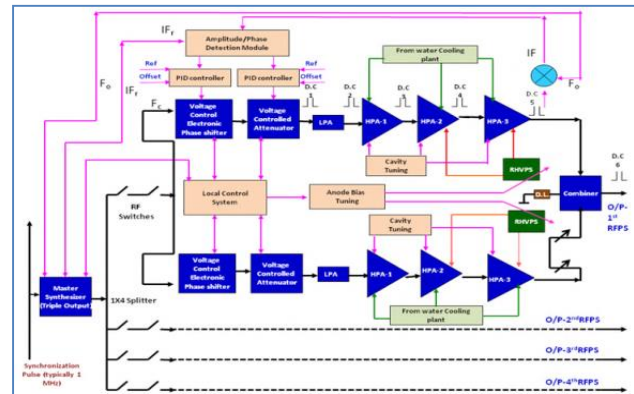 Amplitude/Phase
Detection Module
IFr
Ref
Offset
PID controller
PID controller
Ref
Offset
Fo
IFr
Fc
Voltage
Control
Electronic
Phase shifter
Voltage
Controlled
Attenuator
D.C
1
LPA
D.C
2
HPA-1
From water Cooling
plant
D.C
3
HPA-2
D.C
4
HPA-3
D.C
5
IF
Fo
Cavity
Tuning
RHVPS
Local Control
System
Anode Bias
Tuning
RF
Switches
D.L
Combiner
D.C
6
O/P-
1st
RFPS
Cavity
Tuning
RHVPS
Master
Synthesizer
(Triple Output)
1X4 Splitter
Voltage
Control
Electronic
Phase shifter
Voltage
Controlled
Attenuator
LPA
HPA-1
HPA-2
HPA-3
From water Cooling
plant
O/P-2ndRFPS
O/P-3rdRFPS
O/P-4thRFPS
Synchronization
Pulse (typically 1
MHz)